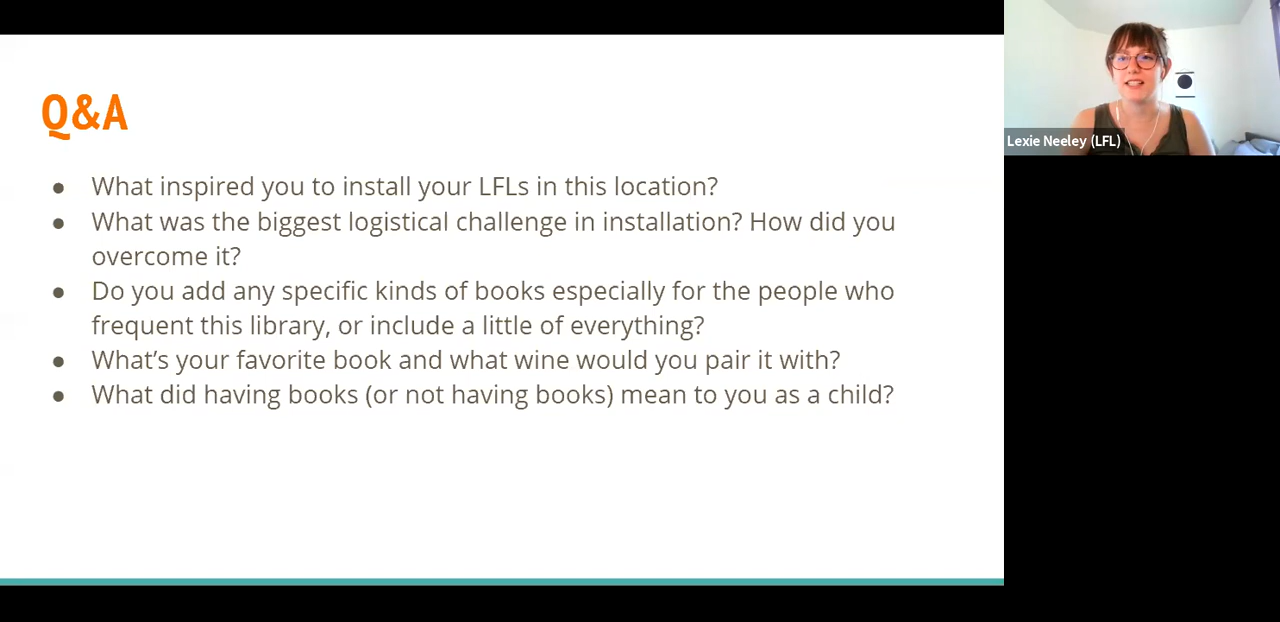 Q&A
● What inspired you to install your LFLs in this location?
● What was the biggest logistical challenge in installation? How did you
overcome it?
● Do you add any specific kinds of books especially for the people who
frequent this library, or include a little of everything?
● What’s your favorite book and what wine would you pair it with?
● What did having books (or not having books) mean to you as a child?
Lexie Neeley (LFL)